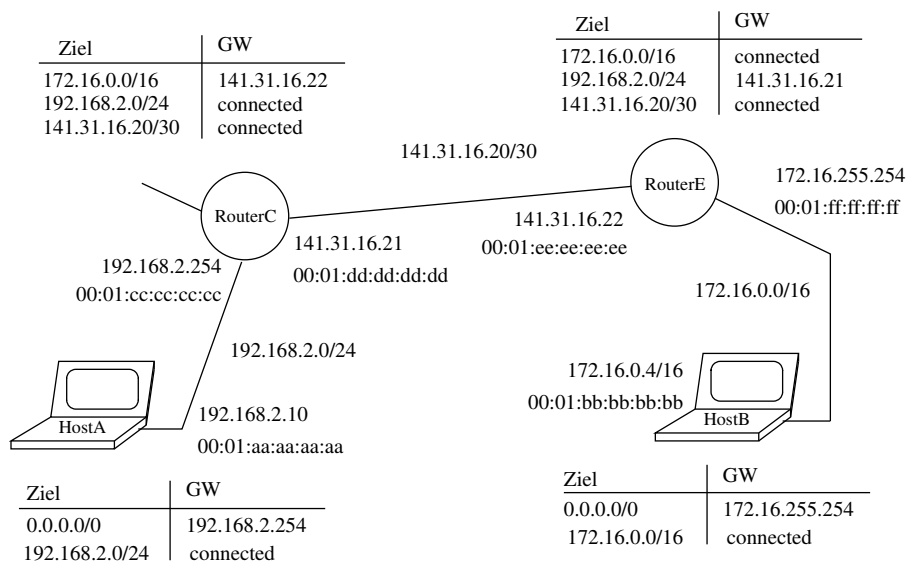 Ziel GW
172.16.0.0/16 141.31.16.22
192.168.2.0/24 connected
141.31.16.20/30 connected
Ziel GW
172.16.0.0/16 connected
192.168.2.0/24 141.31.16.21
141.31.16.20/30 connected
141.31.16.20/30
RouterC
RouterE
172.16.255.254
00:01:ff:ff:ff:ff
141.31.16.22
00:01:ee:ee:ee:ee
141.31.16.21
00:01:dd:dd:dd:dd
192.168.2.254
00:01:cc:cc:cc:cc
172.16.0.0/16
192.168.2.0/24
172.16.0.4/16
00:01:bb:bb:bb:bb
HostB
192.168.2.10
00:01:aa:aa:aa:aa
HostA
Ziel GW
0.0.0.0/0 192.168.2.254
192.168.2.0/24 connected
Ziel GW
0.0.0.0/0 172.16.255.254
172.16.0.0/16 connected